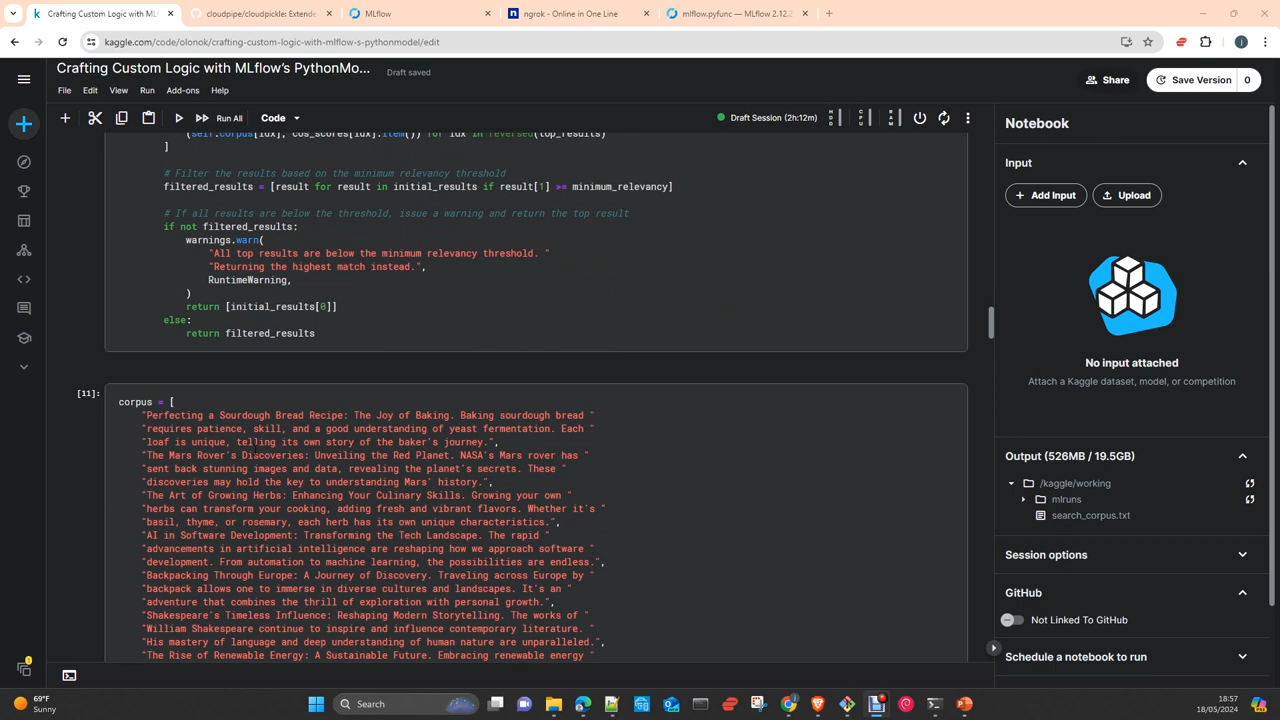 Crafting Custom Logic with ML
cloudpipe/cloudpickle: Extende
MLflow
ngrok - Online in One Line
mlflow.pyfunc — MLflow 2.12.2
kaggle.com/code/olonok/crafting-custom-logic-with-mlflow-s-pythonmodel/edit
Crafting Custom Logic with MLflow's PythonMo...
Draft saved
Share
Save Version
0
File
Edit
View
Run
Add-ons
Help
Run All
Code
Draft Session (2h:12m)
(self.corpus[idx], cos_scores[idx].item()) for idx in reversed(top_results)
]
# Filter the results based on the minimum relevancy threshold
filtered_results = [result for result in initial_results if result[1] >= minimum_relevancy]
# If all results are below the threshold, issue a warning and return the top result
if not filtered_results:
warnings.warn(
"All top results are below the minimum relevancy threshold. "
"Returning the highest match instead.",
RuntimeWarning,
)
return [initial_results[0]]
else:
return filtered_results
[11]:
corpus = [
"Perfecting a Sourdough Bread Recipe: The Joy of Baking. Baking sourdough bread "
"requires patience, skill, and a good understanding of yeast fermentation. Each "
"loaf is unique, telling its own story of the baker's journey.",
"The Mars Rover's Discoveries: Unveiling the Red Planet. NASA's Mars rover has "
"sent back stunning images and data, revealing the planet's secrets. These "
"discoveries may hold the key to understanding Mars' history.",
"The Art of Growing Herbs: Enhancing Your Culinary Skills. Growing your own "
"herbs can transform your cooking, adding fresh and vibrant flavors. Whether it's "
"basil, thyme, or rosemary, each herb has its own unique characteristics.",
"AI in Software Development: Transforming the Tech Landscape. The rapid "
"advancements in artificial intelligence are reshaping how we approach software "
"development. From automation to machine learning, the possibilities are endless.",
"Backpacking Through Europe: A Journey of Discovery. Traveling across Europe by "
"backpack allows one to immerse in diverse cultures and landscapes. It's an "
"adventure that combines the thrill of exploration with personal growth.",
"Shakespeare's Timeless Influence: Reshaping Modern Storytelling. The works of "
"William Shakespeare continue to inspire and influence contemporary literature. "
"His mastery of language and deep understanding of human nature are unparalleled.",
"The Rise of Renewable Energy: A Sustainable Future. Embracing renewable energy "
Notebook
Input
Add Input
Upload
No input attached
Attach a Kaggle dataset, model, or competition
Output (526MB / 19.5GB)
/kaggle/working
mlruns
search_corpus.txt
Session options
GitHub
Not Linked To GitHub
Schedule a notebook to run
69°F
Sunny
Search
18:57
18/05/2024